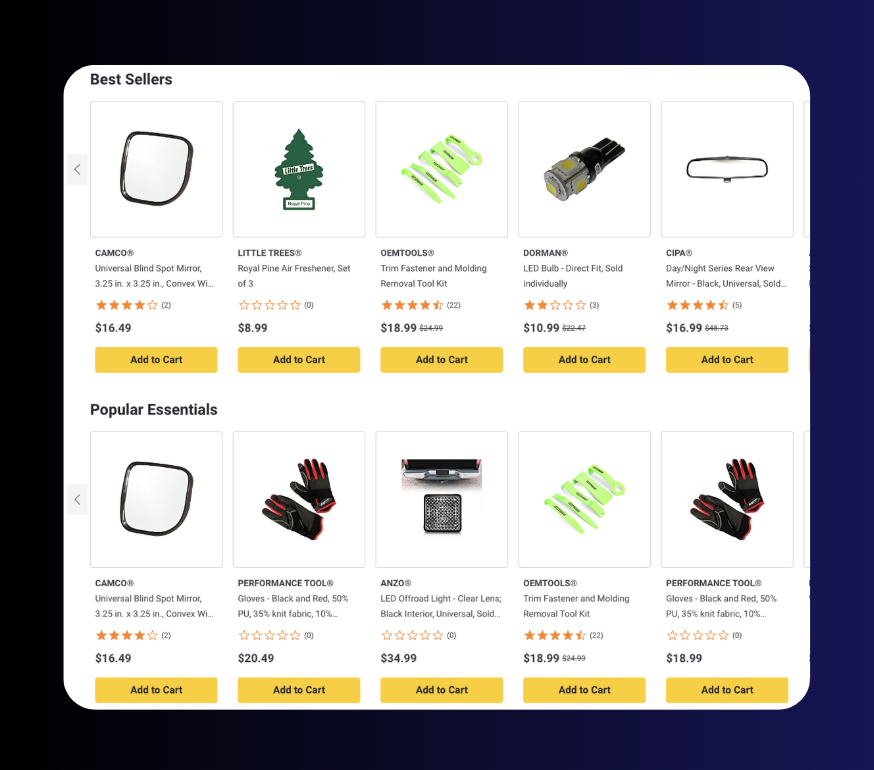 Best Sellers
Little Trees
Royal Pine
CAMCO®
Universal Blind Spot Mirror,
3.25 in. x 3.25 in., Convex Wi...
(2)
$16.49
Add to Cart
LITTLE TREES®
Royal Pine Air Freshener, Set
of 3
(0)
$8.99
Add to Cart
OEMTOOLS®
Trim Fastener and Molding
Removal Tool Kit
(22)
$18.99 $24.99
Add to Cart
DORMAN®
LED Bulb - Direct Fit, Sold
individually
(3)
$10.99 $22.47
Add to Cart
CIPA®
Day/Night Series Rear View
Mirror - Black, Universal, Sold...
(5)
$16.99 $48.73
Add to Cart
Popular Essentials
CAMCO®
Universal Blind Spot Mirror,
3.25 in. x 3.25 in., Convex Wi...
(2)
$16.49
Add to Cart
PERFORMANCE TOOL®
Gloves - Black and Red, 50%
PU, 35% knit fabric, 10%...
(0)
$20.49
Add to Cart
ANZO®
LED Offroad Light - Clear Lens;
Black Interior, Universal, Sold...
(0)
$34.99
Add to Cart
OEMTOOLS®
Trim Fastener and Molding
Removal Tool Kit
(22)
$18.99 $24.99
Add to Cart
PERFORMANCE TOOL®
Gloves - Black and Red, 50%
PU, 35% knit fabric, 10%...
(0)
$18.99
Add to Cart